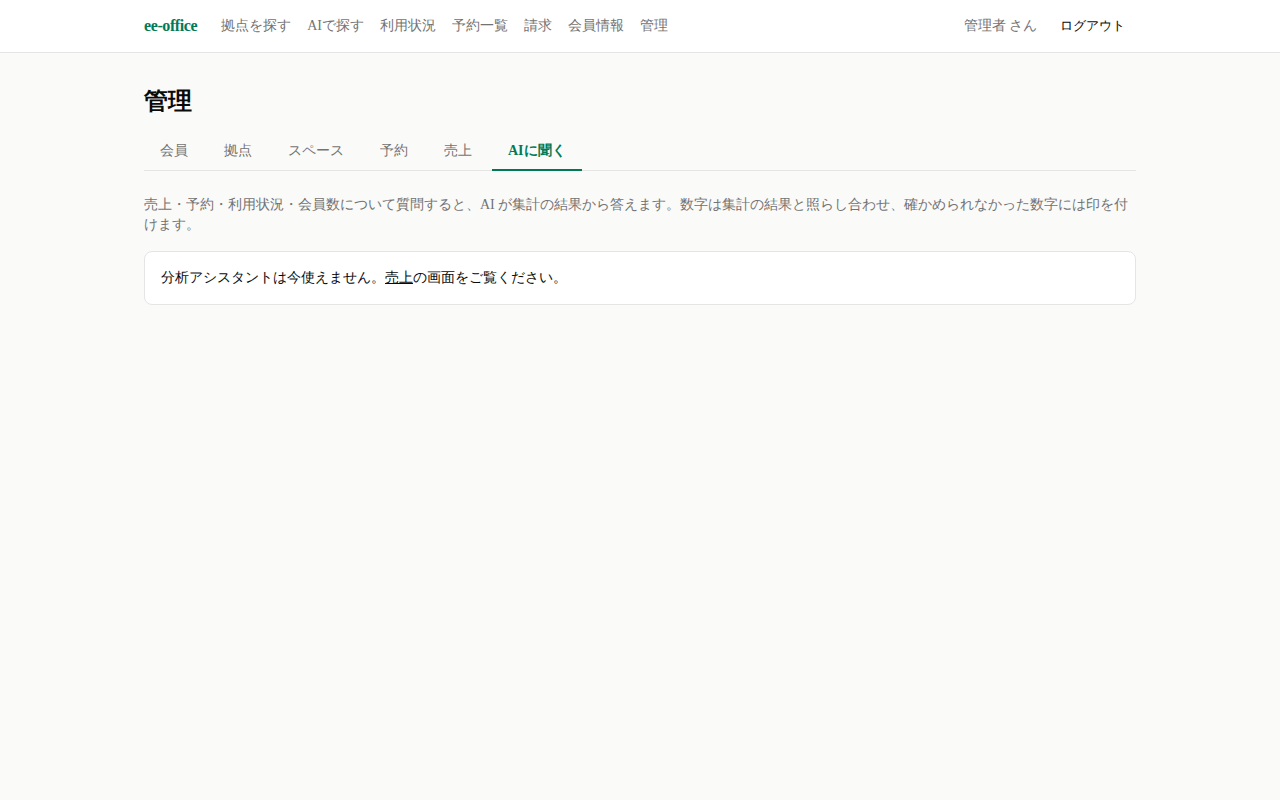 ee-office 拠点を探す AIで探す 利用状況 予約一覧 請求 会員情報 管理 管理者 さん ログアウト
管理
会員 拠点 スペース 予約 売上 AIに聞く
売上・予約・利用状況・会員数について質問すると、AI が集計の結果から答えます。数字は集計の結果と照らし合わせ、確かめられなかった数字には印を付
けます。
分析アシスタントは今使えません。売上の画面をご覧ください。